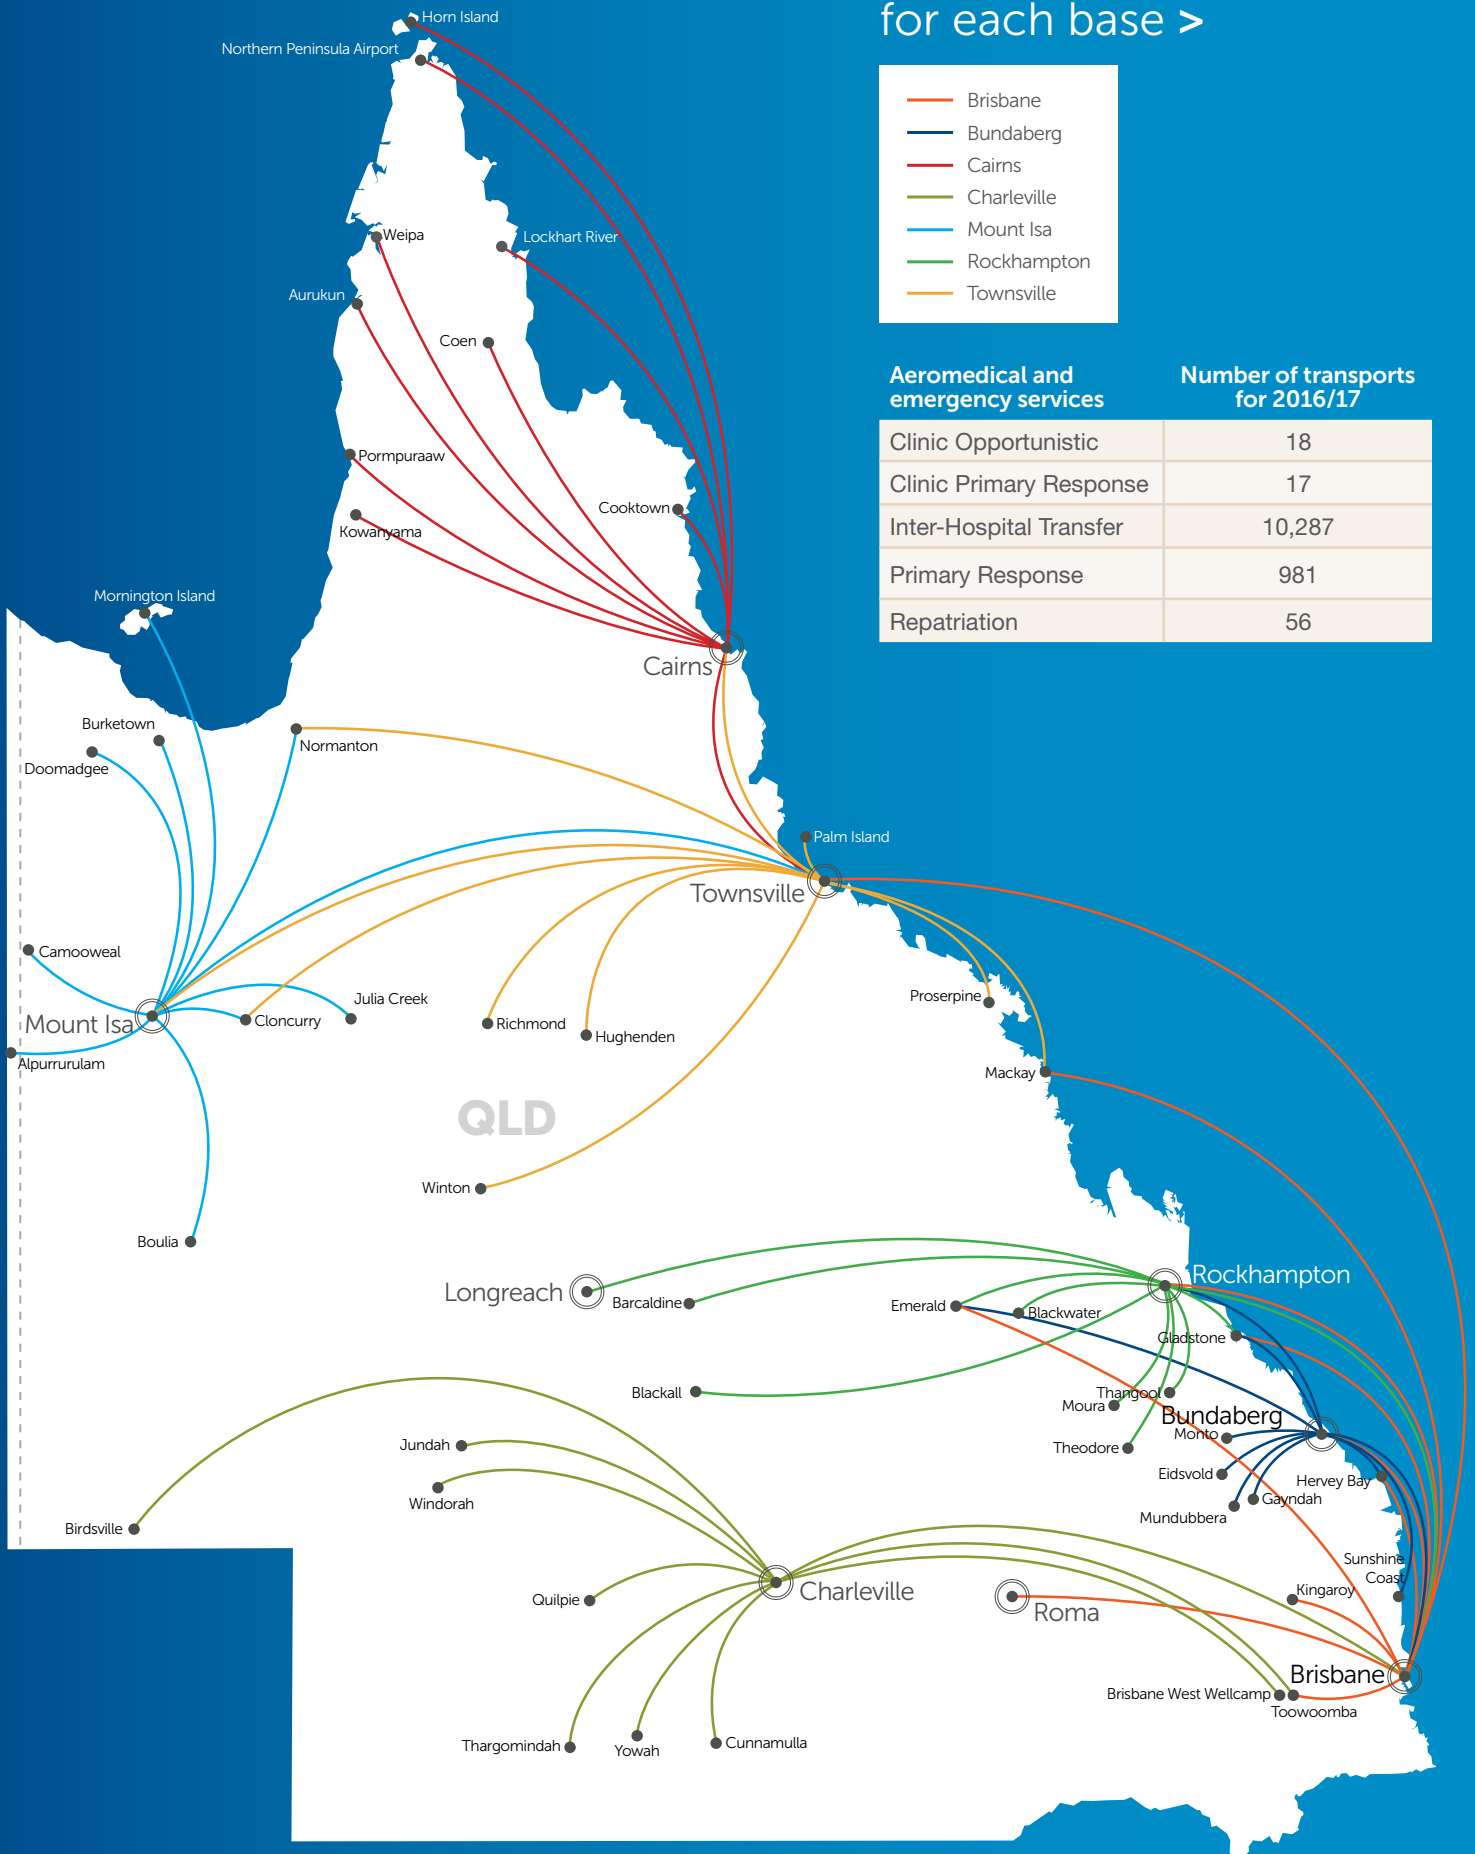 for each base >
Brisbane
Bundaberg
Cairns
Charleville
Mount Isa
Rockhampton
Townsville
Aeromedical and
emergency services
Number of transports
for 2016/17
Clinic Opportunistic 18
Clinic Primary Response 17
Inter-Hospital Transfer 10,287
Primary Response 981
Repatriation 56
Horn Island
Northern Peninsula Airport
Weipa
Lockhart River
Aurukun
Coen
Pormpuraaw
Cooktown
Kowanyama
Mornington Island
Cairns
Burketown
Normanton
Doomadgee
Palm Island
Townsville
Camooweal
Julia Creek
Proserpine
Mount Isa
Cloncurry
Richmond
Hughenden
Alpurrurulam
Mackay
QLD
Winton
Boulia
Rockhampton
Longreach
Barcaldine
Emerald
Blackwater
Gladstone
Blackall
Thangool
Moura
Bundaberg
Monto
Jundah
Theodore
Eidsvold
Hervey Bay
Windorah
Gayndah
Mundubbera
Birdsville
Sunshine
Coast
Charleville
Kingaroy
Quilpie
Roma
Brisbane
Brisbane West Wellcamp
Toowoomba
Thargomindah
Yowah
Cunnamulla